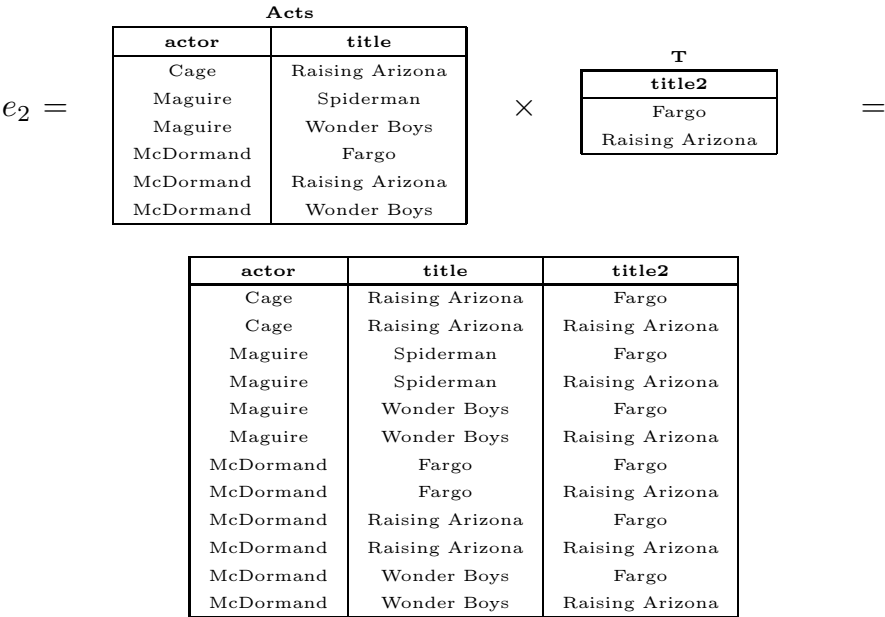 Acts
actor title
Cage Raising Arizona
Maguire Spiderman
Maguire Wonder Boys
McDormand Fargo
McDormand Raising Arizona
McDormand Wonder Boys
e₂ =
×
T
title2
Fargo
Raising Arizona
=
actor title title2
Cage Raising Arizona Fargo
Cage Raising Arizona Raising Arizona
Maguire Spiderman Fargo
Maguire Spiderman Raising Arizona
Maguire Wonder Boys Fargo
Maguire Wonder Boys Raising Arizona
McDormand Fargo Fargo
McDormand Fargo Raising Arizona
McDormand Raising Arizona Fargo
McDormand Raising Arizona Raising Arizona
McDormand Wonder Boys Fargo
McDormand Wonder Boys Raising Arizona